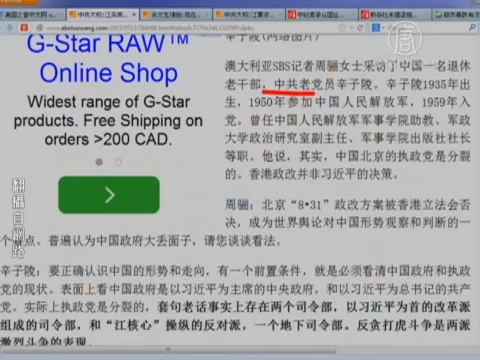 G-Star RAW™
Online Shop
Widest range of G-Star
products. Free Shipping on
orders >200 CAD.
辛子陵(网络图片)
澳大利亚SBS记者周骊女士采访了中国一名退休
老干部，中共老党员辛子陵。辛子陵1935年出
生，1950年参加中国人民解放军，1959年入
党。曾任中国人民解放军军事学院助教、军政
大学政治研究室副主任、军事学院出版社社长
等职。他说，其实，中国北京的执政党是分裂
的。香港政改并非习近平的决策。
周骊：北京“8·31”政改方案被香港立法会否
决，成为世界舆论对中国形势观察和判断的一
个 点。普遍认为中国政府大丢面子，请您谈谈看法。
辛子陵：要正确认识中国的形势和走向，有一个前置条件，就是必须看清中国政府和执政
党的现状。表面上看中国政府是以习近平为主席的中央政府，和以习近平为总书记的共产
党。实际上执政党是分裂的，套句老话事实上存在两个司令部，以习近平为首的改革派
组成的司令部，和“江核心”操纵的反对派，一个地下司令部。反贪打虎斗争是两派
激烈斗争的表现。
翻攝自網路
唐